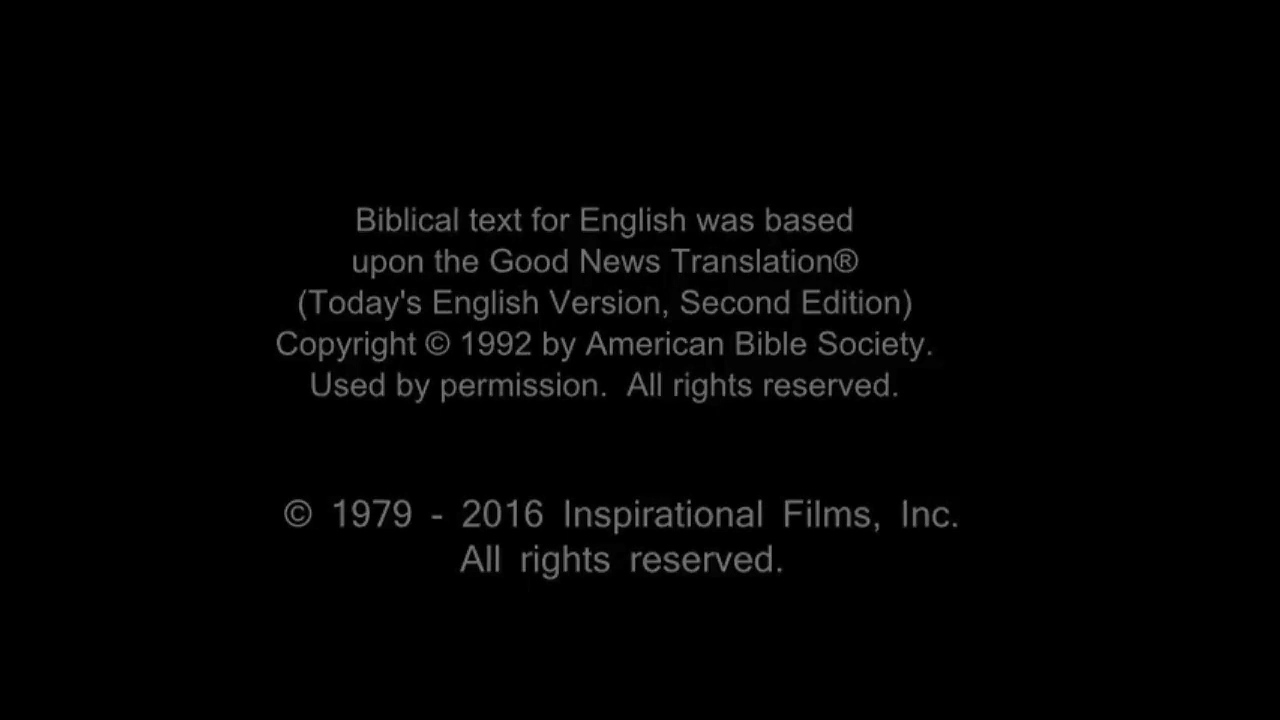 Biblical text for English was based
upon the Good News Translation®
(Today's English Version, Second Edition)
Copyright © 1992 by American Bible Society.
Used by permission. All rights reserved.
© 1979 - 2016 Inspirational Films, Inc.
All rights reserved.